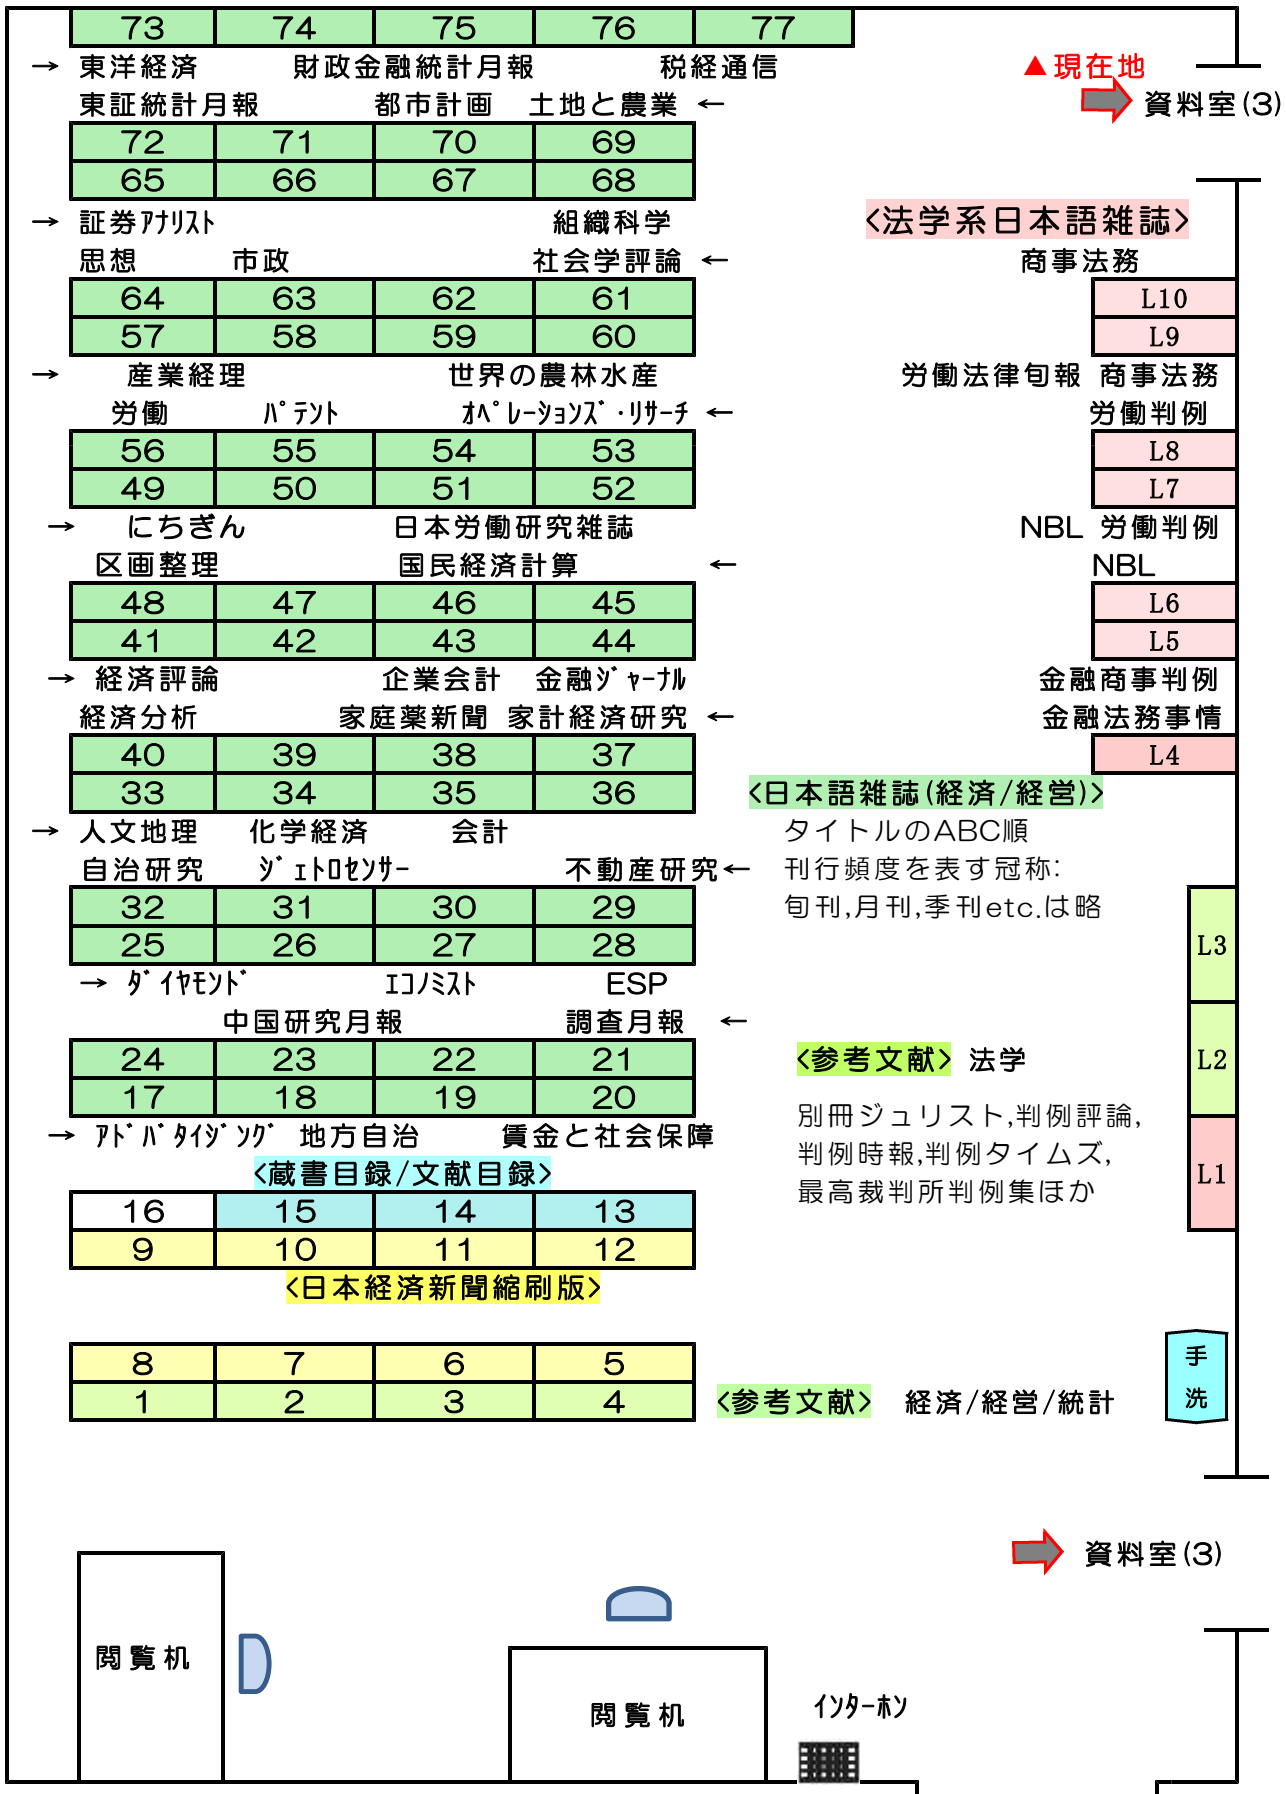 73 74 75 76 77
→ 東洋経済 財政金融統計月報 税経通信 ▲現在地
東証統計月報 都市計画 土地と農業 ← 資料室(3)
72 71 70 69
65 66 67 68
→ 証券アナリスト 組織科学 <法学系日本語雑誌>
思想 市政 社会学評論 ← 商事法務
64 63 62 61 L10
57 58 59 60 L9
→ 産業経理 世界の農林水産 労働法律旬報 商事法務
労働 パテント オペレーションズ・リサーチ ← 労働判例
56 55 54 53 L8
49 50 51 52 L7
→ にちぎん 日本労働研究雑誌 NBL 労働判例
区画整理 国民経済計算 ← NBL
48 47 46 45 L6
41 42 43 44 L5
→ 経済評論 企業会計 金融ジャーナル 金融商事判例
経済分析 家庭薬新聞 家計経済研究 ← 金融法務事情
40 39 38 37 L4
33 34 35 36 <日本語雑誌(経済/経営)>
→ 人文地理 化学経済 会計 タイトルのABC順
自治研究 ジェトロセンサー 不動産研究← 刊行頻度を表す冠称:
32 31 30 29 旬刊,月刊,季刊etc.は略
25 26 27 28 L3
→ ダイヤモンド エコノミスト ESP
中国研究月報 調査月報 ←
24 23 22 21 <参考文献> 法学 L2
17 18 19 20 別冊ジュリスト,判例評論,
→ アドバタイジング 地方自治 賃金と社会保障 判例時報,判例タイムズ,
<蔵書目録/文献目録> L1
16 15 14 13 最高裁判所判例集ほか
9 10 11 12
<日本経済新聞縮刷版>
8 7 6 5 手
1 2 3 4 <参考文献> 経済/経営/統計 洗
資料室(3)
閲覧机
閲覧机 インターホン